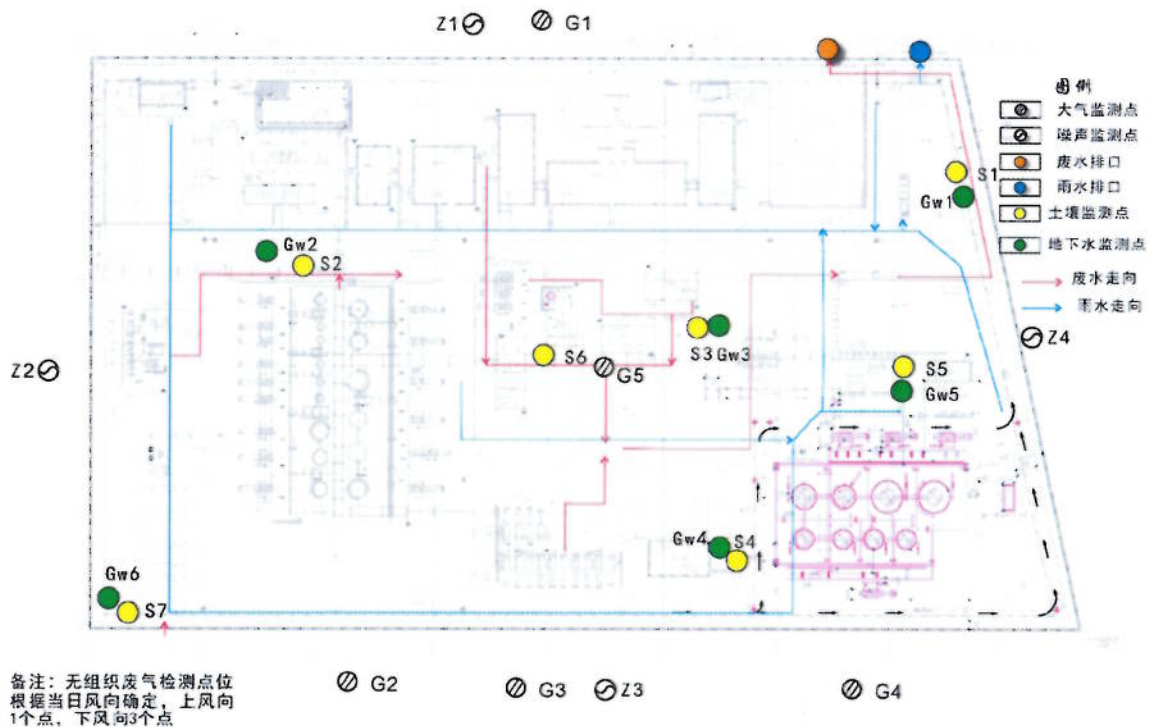 Z1
G1
图例
大气监测点
噪声监测点
废水排口
雨水排口
土壤监测点
地下水监测点
废水走向
雨水走向
S1
Gw1
Gw2
S2
S3 Gw3
Z4
Z2
S6
G5
S5
Gw5
Gw4
S4
Gw6
S7
备注：无组织废气检测点位
根据当日风向确定，上风向
1个点，下风向3个点
G2
G3
Z3
G4